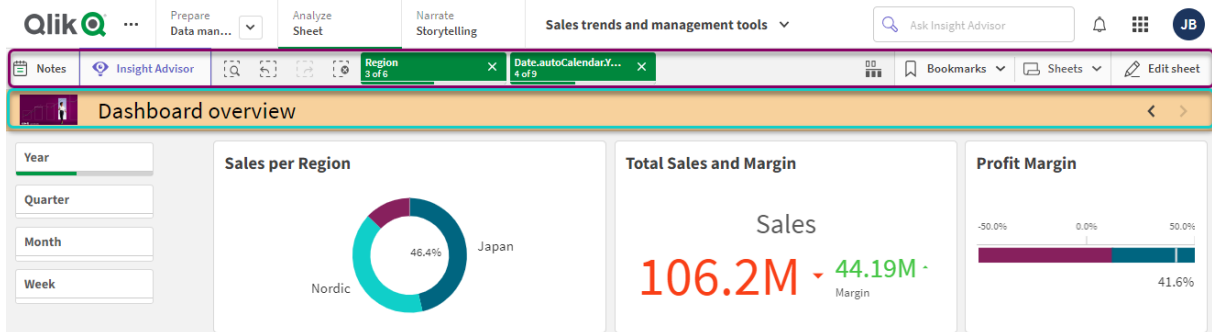 Qlik
Prepare
Data man...
Analyze
Sheet
Narrate
Storytelling
Sales trends and management tools
Ask Insight Advisor
JB
Notes
Insight Advisor
Region
3 of 6
Date.autoCalendar.Y...
4 of 9
Bookmarks
Sheets
Edit sheet
Dashboard overview
Year
Quarter
Month
Week
Sales per Region
46.4%
Japan
Nordic
Total Sales and Margin
Sales
106.2M
44.19M
Margin
Profit Margin
-50.0% 0.0% 50.0%
41.6%